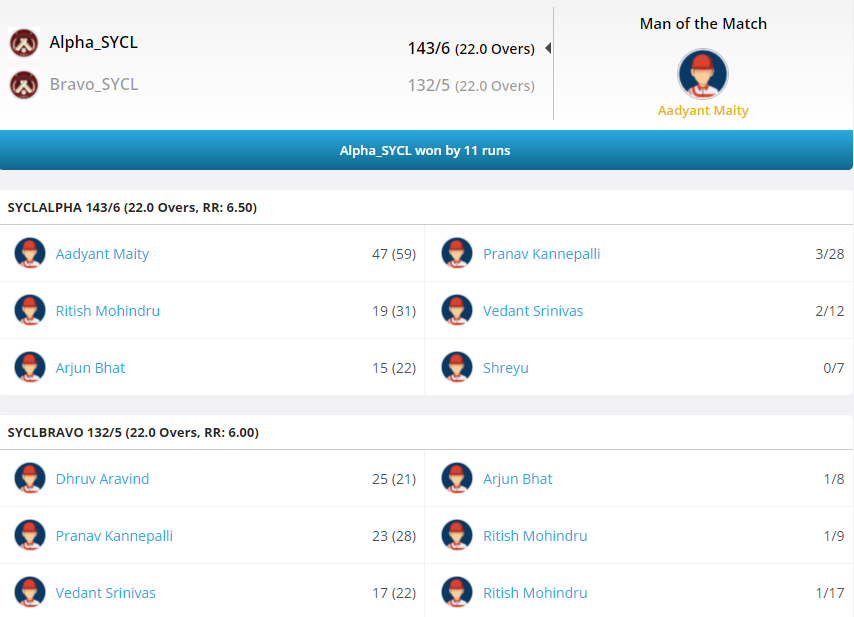 Alpha_SYCL 143/6 (22.0 Overs)
Bravo_SYCL 132/5 (22.0 Overs)
Man of the Match
Aadyant Maity
Alpha_SYCL won by 11 runs
SYCLALPHA 143/6 (22.0 Overs, RR: 6.50)
Aadyant Maity 47 (59) Pranav Kannepalli 3/28
Ritish Mohindru 19 (31) Vedant Srinivas 2/12
Arjun Bhat 15 (22) Shreyu 0/7
SYCLBRAVO 132/5 (22.0 Overs, RR: 6.00)
Dhruv Aravind 25 (21) Arjun Bhat 1/8
Pranav Kannepalli 23 (28) Ritish Mohindru 1/9
Vedant Srinivas 17 (22) Ritish Mohindru 1/17